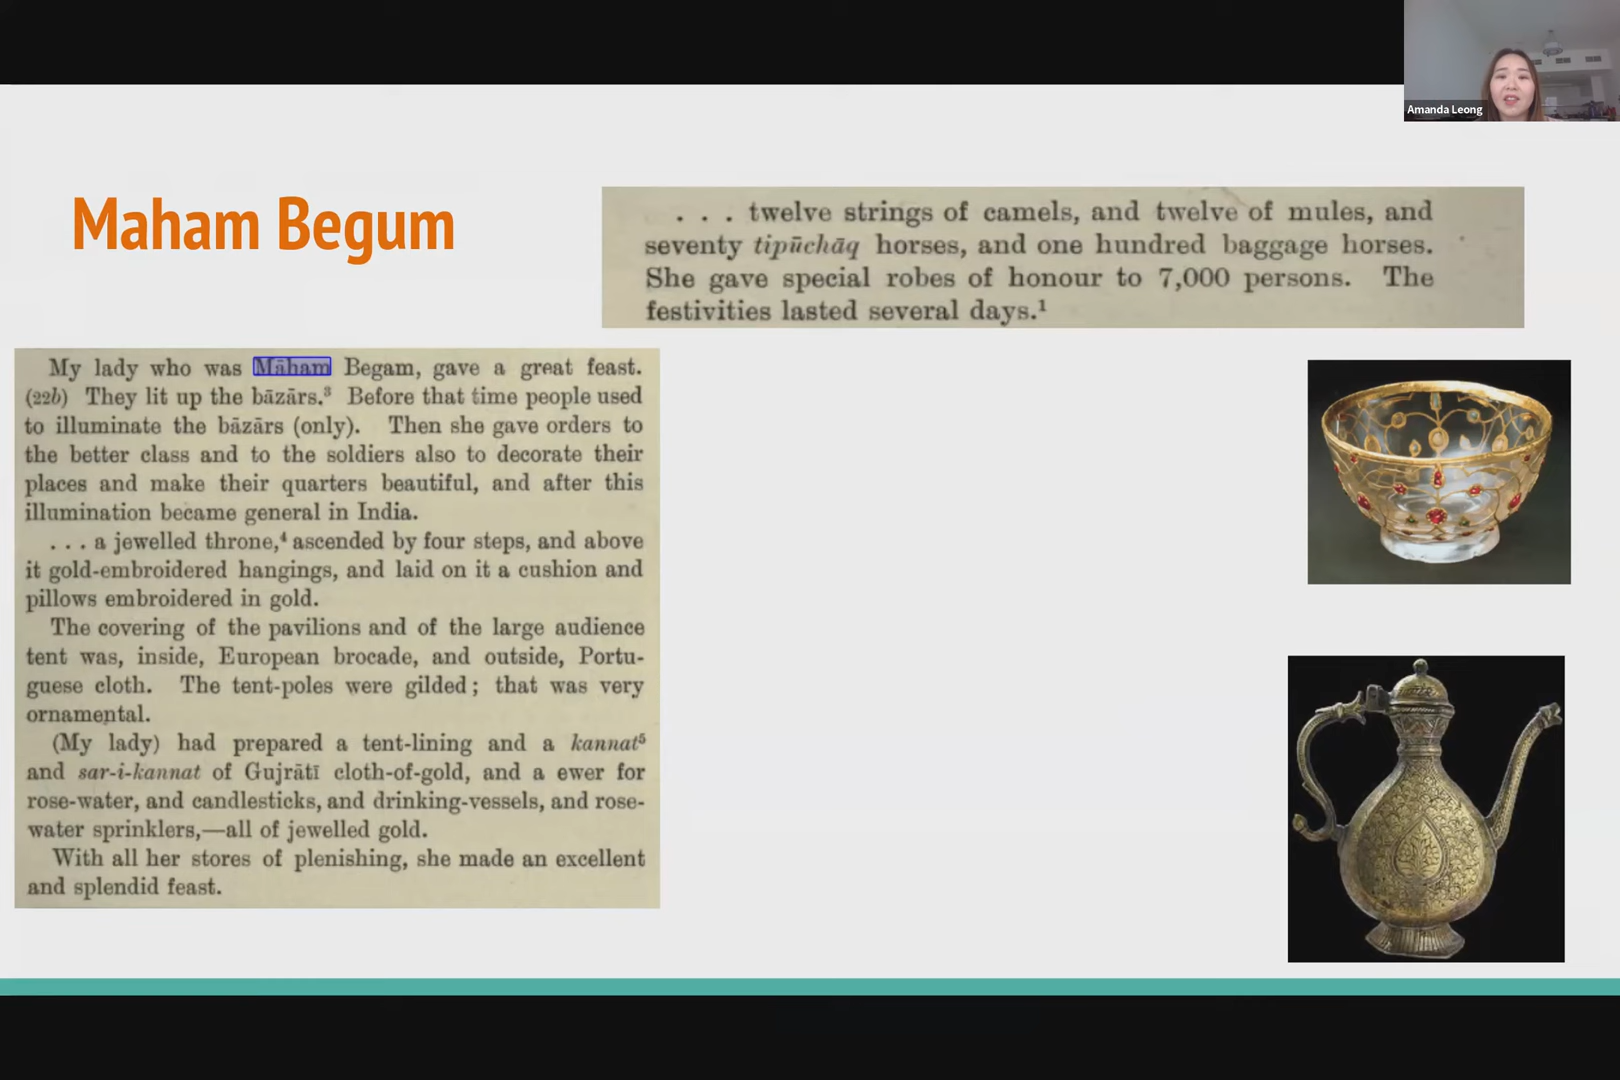 Amanda Leong
Maham Begum
. . . twelve strings of camels, and twelve of mules, and
seventy tipūchāq horses, and one hundred baggage horses.
She gave special robes of honour to 7,000 persons. The
festivities lasted several days.¹
My lady who was Māham Begam, gave a great feast.
(22b) They lit up the bāzārs.³ Before that time people used
to illuminate the bāzārs (only). Then she gave orders to
the better class and to the soldiers also to decorate their
places and make their quarters beautiful, and after this
illumination became general in India.
. . . a jewelled throne,⁴ ascended by four steps, and above
it gold-embroidered hangings, and laid on it a cushion and
pillows embroidered in gold.
The covering of the pavilions and of the large audience
tent was, inside, European brocade, and outside, Portu-
guese cloth. The tent-poles were gilded; that was very
ornamental.
(My lady) had prepared a tent-lining and a kannat⁵
and sar-i-kannat of Gujrātī cloth-of-gold, and a ewer for
rose-water, and candlesticks, and drinking-vessels, and rose-
water sprinklers,—all of jewelled gold.
With all her stores of plenishing, she made an excellent
and splendid feast.